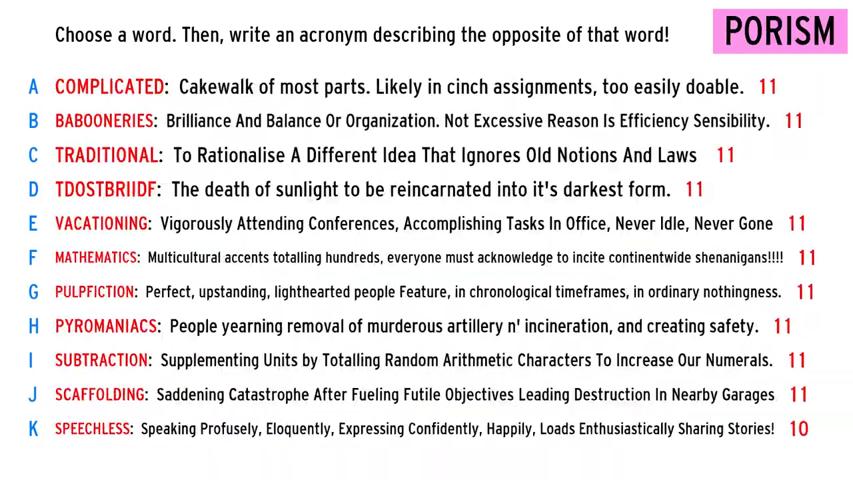 Choose a word. Then, write an acronym describing the opposite of that word! PORISM
A COMPLICATED: Cakewalk of most parts. Likely in cinch assignments, too easily doable. 11
B BABOONERIES: Brilliance And Balance Or Organization. Not Excessive Reason Is Efficiency Sensibility. 11
C TRADITIONAL: To Rationalise A Different Idea That Ignores Old Notions And Laws 11
D TDOSTBRIIDF: The death of sunlight to be reincarnated into it's darkest form. 11
E VACATIONING: Vigorously Attending Conferences, Accomplishing Tasks In Office, Never Idle, Never Gone 11
F MATHEMATICS: Multicultural accents totalling hundreds, everyone must acknowledge to incite continentwide shenanigans!!!! 11
G PULPFICTION: Perfect, upstanding, lighthearted people Feature, in chronological timeframes, in ordinary nothingness. 11
H PYROMANIACS: People yearning removal of murderous artillery n' incineration, and creating safety. 11
I SUBTRACTION: Supplementing Units by Totalling Random Arithmetic Characters To Increase Our Numerals. 11
J SCAFFOLDING: Saddening Catastrophe After Fueling Futile Objectives Leading Destruction In Nearby Garages 11
K SPEECHLESS: Speaking Profusely, Eloquently, Expressing Confidently, Happily, Loads Enthusiastically Sharing Stories! 10